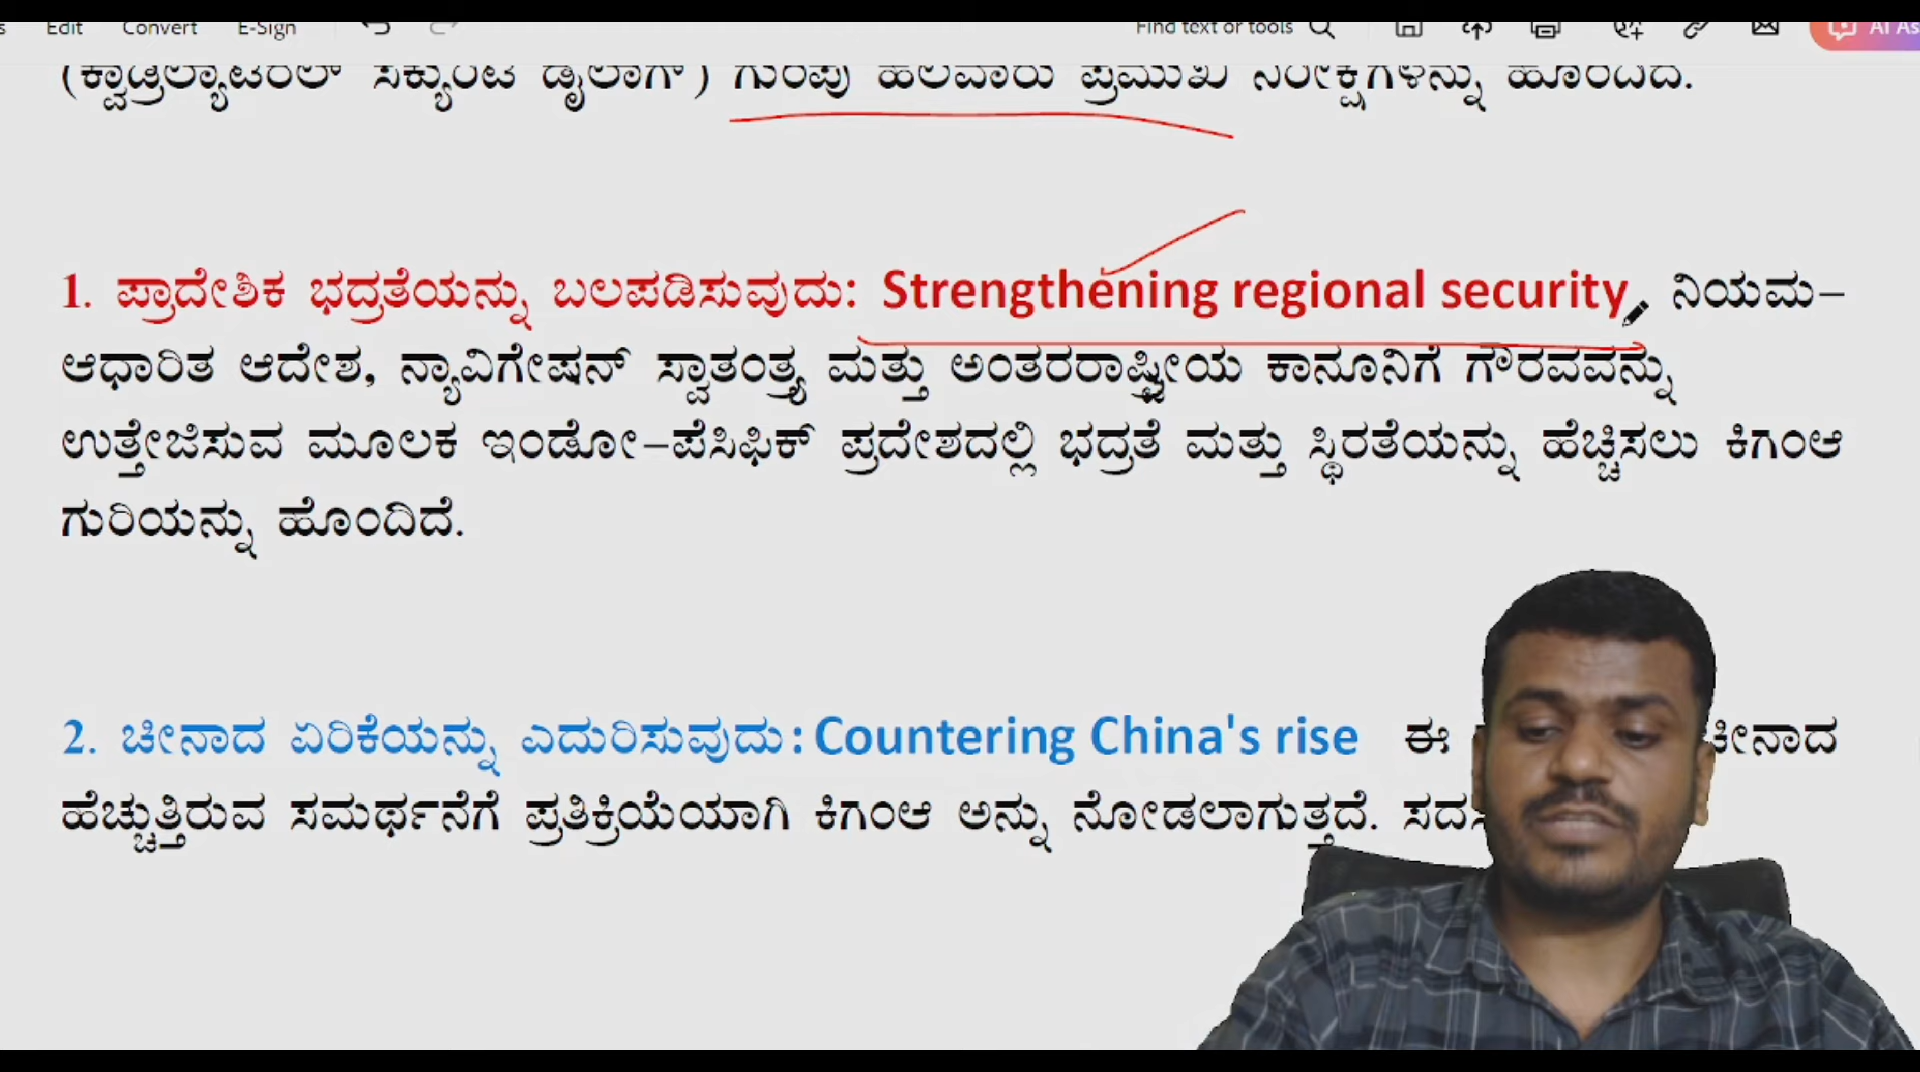 Edit Convert E-Sign Find text or tools
(ಕ್ವಾಡ್ರಿಲ್ಯಾಟರಲ್ ಸೆಕ್ಯುರಿಟಿ ಡೈಲಾಗ್) ಗುಂಪು ಹಲವಾರು ಪ್ರಮುಖ ನಿರೀಕ್ಷೆಗಳನ್ನು ಹೊಂದಿದೆ.
1. ಪ್ರಾದೇಶಿಕ ಭದ್ರತೆಯನ್ನು ಬಲಪಡಿಸುವುದು: Strengthening regional security, ನಿಯಮ-
ಆಧಾರಿತ ಆದೇಶ, ನ್ಯಾವಿಗೇಷನ್ ಸ್ವಾತಂತ್ರ್ಯ ಮತ್ತು ಅಂತರರಾಷ್ಟ್ರೀಯ ಕಾನೂನಿಗೆ ಗೌರವವನ್ನು
ಉತ್ತೇಜಿಸುವ ಮೂಲಕ ಇಂಡೋ-ಪೆಸಿಫಿಕ್ ಪ್ರದೇಶದಲ್ಲಿ ಭದ್ರತೆ ಮತ್ತು ಸ್ಥಿರತೆಯನ್ನು ಹೆಚ್ಚಿಸಲು ಕಿಗಿಂಆ
ಗುರಿಯನ್ನು ಹೊಂದಿದೆ.
2. ಚೀನಾದ ಏರಿಕೆಯನ್ನು ಎದುರಿಸುವುದು: Countering China's rise ಈ ಚೀನಾದ
ಹೆಚ್ಚುತ್ತಿರುವ ಸಮರ್ಥನೆಗೆ ಪ್ರತಿಕ್ರಿಯೆಯಾಗಿ ಕಿಗಿಂಆ ಅನ್ನು ನೋಡಲಾಗುತ್ತದೆ.